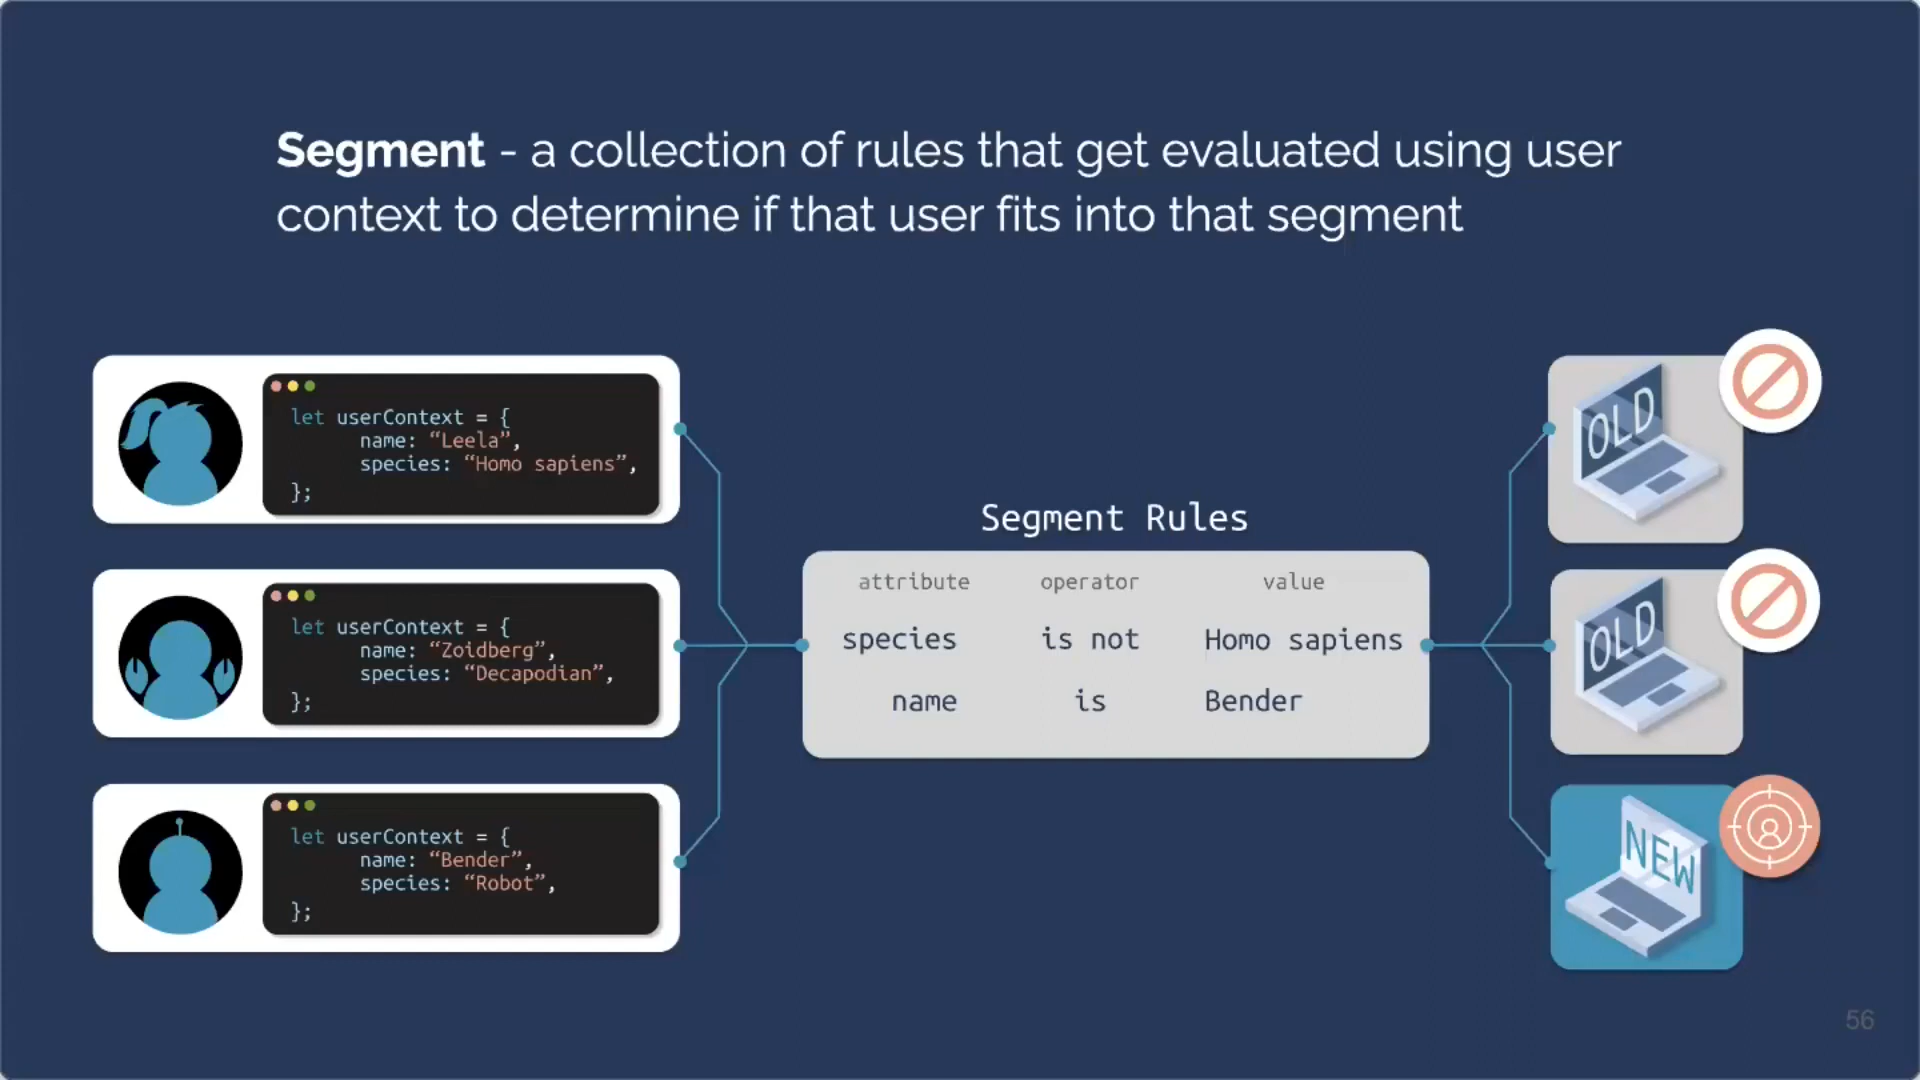 Segment - a collection of rules that get evaluated using user
context to determine if that user fits into that segment
let userContext = {
name: “Leela”,
species: “Homo sapiens”,
};
let userContext = {
name: “Zoidberg”,
species: “Decapodian”,
};
let userContext = {
name: “Bender”,
species: “Robot”,
};
Segment Rules
attribute operator value
species is not Homo sapiens
name is Bender
OLD
OLD
NEW
56